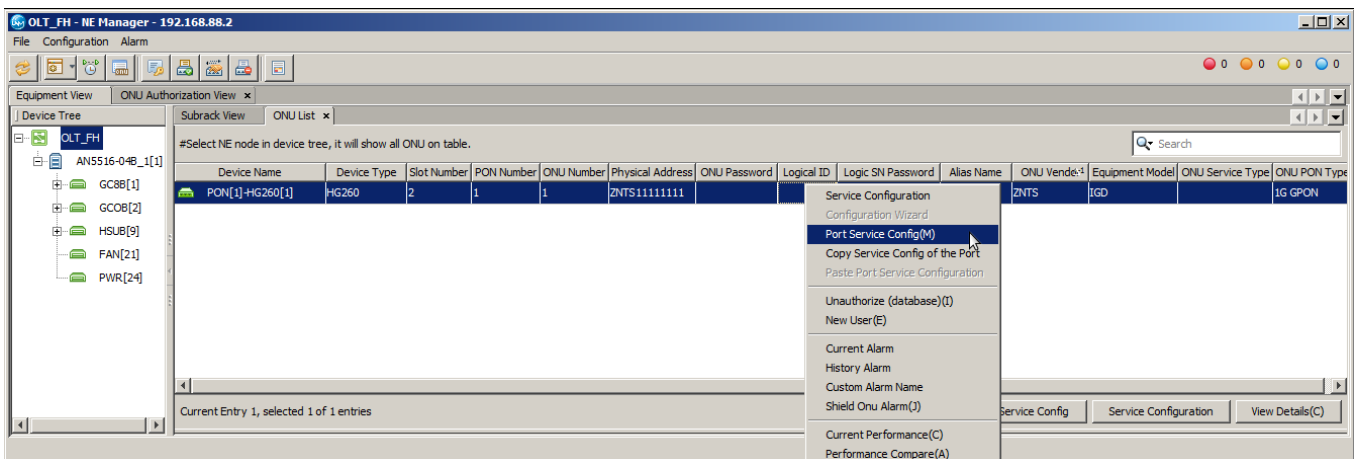 OLT_FH - NE Manager - 192.168.88.2
File Configuration Alarm
0 0 0 0
Equipment View ONU Authorization View
Device Tree
OLT_FH
AN5516-04B_1[1]
GC8B[1]
GCOB[2]
HSUB[9]
FAN[21]
PWR[24]
Subrack View ONU List
#Select NE node in device tree, it will show all ONU on table.
Search
Device Name Device Type Slot Number PON Number ONU Number Physical Address ONU Password Logical ID Logic SN Password Alias Name ONU Vende 1 Equipment Model ONU Service Type ONU PON Type
PON[1]-HG260[1] HG260 2 1 1 ZNTS11111111 ZNTS IGD 1G GPON
Service Configuration
Configuration Wizard
Port Service Config(M)
Copy Service Config of the Port
Paste Port Service Configuration
Unauthorize (database)(I)
New User(E)
Current Alarm
History Alarm
Custom Alarm Name
Shield Onu Alarm(J)
Current Performance(C)
Performance Compare(A)
Current Entry 1, selected 1 of 1 entries
Service Config Service Configuration View Details(C)